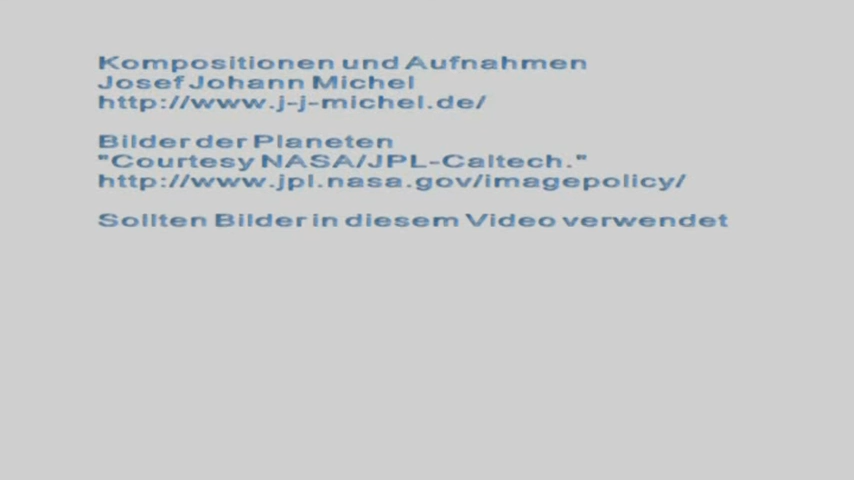 Kompositionen und Aufnahmen
Josef Johann Michel
http://www.j-j-michel.de/
Bilder der Planeten
"Courtesy NASA/JPL-Caltech."
http://www.jpl.nasa.gov/imagepolicy/
Sollten Bilder in diesem Video verwendet